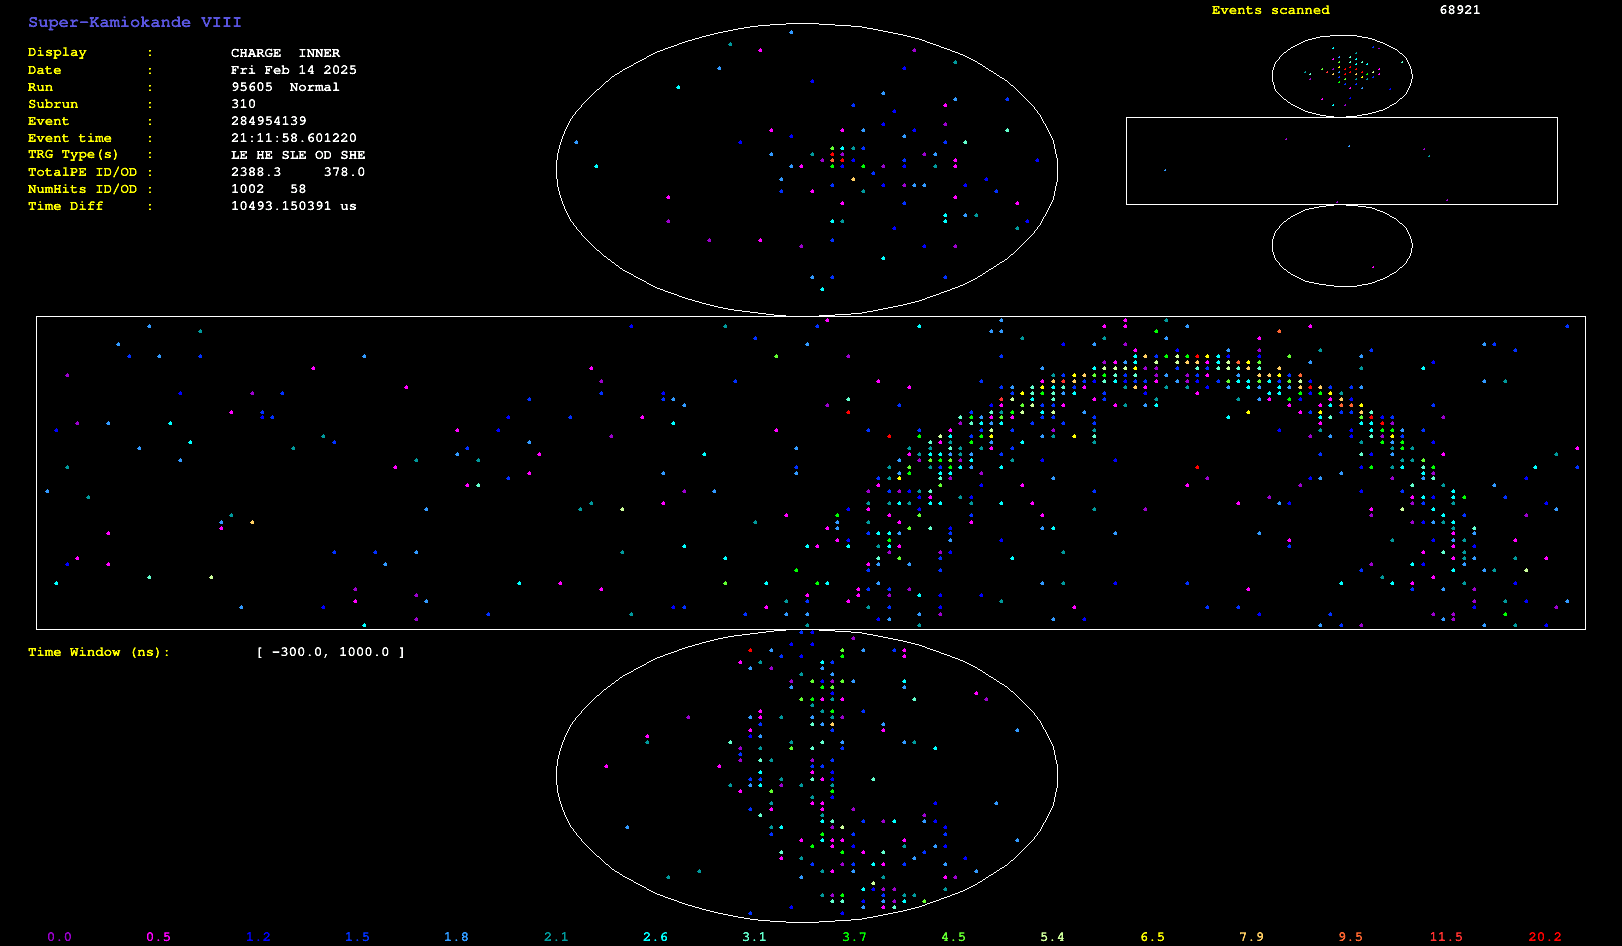 Super-Kamiokande VIII
Events scanned 68921
Display : CHARGE INNER
Date : Fri Feb 14 2025
Run : 95605 Normal
Subrun : 310
Event : 284954139
Event time : 21:11:58.601220
TRG Type(s) : LE HE SLE OD SHE
TotalPE ID/OD : 2388.3 378.0
NumHits ID/OD : 1002 58
Time Diff : 10493.150391 us
Time Window (ns): [ -300.0, 1000.0 ]
0.0 0.5 1.2 1.5 1.8 2.1 2.6 3.1 3.7 4.5 5.4 6.5 7.9 9.5 11.5 20.2